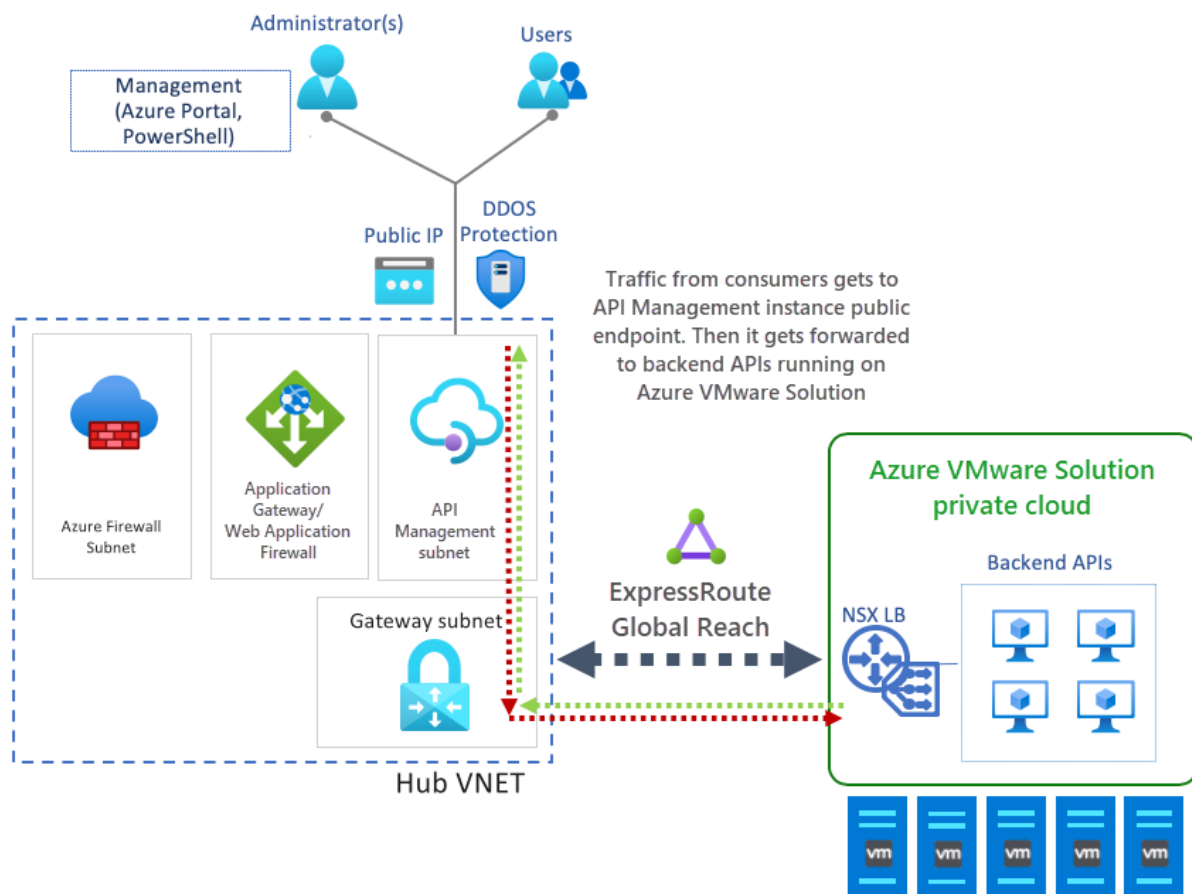 Administrator(s)
Users
Management
(Azure Portal,
PowerShell)
Public IP
DDOS
Protection
Traffic from consumers gets to
API Management instance public
endpoint. Then it gets forwarded
to backend APIs running on
Azure VMware Solution
Azure Firewall
Subnet
Application
Gateway/
Web Application
Firewall
API
Management
subnet
Gateway subnet
Hub VNET
ExpressRoute
Global Reach
Azure VMware Solution
private cloud
Backend APIs
NSX LB
vm
vm
vm
vm
vm